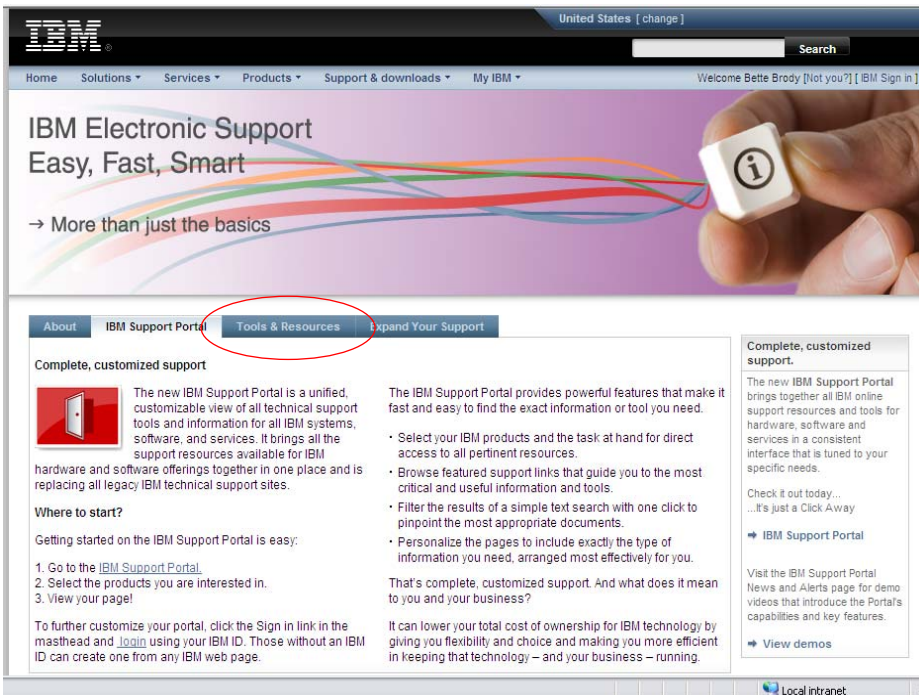 United States [ change ]
IBM®
Search
Home Solutions Services Products Support & downloads My IBM Welcome Bette Brody [Not you?] [ IBM Sign in ]
IBM Electronic Support
Easy, Fast, Smart
→ More than just the basics
i
About IBM Support Portal Tools & Resources Expand Your Support
Complete, customized support
The new IBM Support Portal is a unified,
customizable view of all technical support
tools and information for all IBM systems,
software, and services. It brings all the
support resources available for IBM
hardware and software offerings together in one place and is
replacing all legacy IBM technical support sites.
Where to start?
Getting started on the IBM Support Portal is easy:
1. Go to the IBM Support Portal.
2. Select the products you are interested in.
3. View your page!
To further customize your portal, click the Sign in link in the
masthead and login using your IBM ID. Those without an IBM
ID can create one from any IBM web page.
The IBM Support Portal provides powerful features that make it
fast and easy to find the exact information or tool you need.
• Select your IBM products and the task at hand for direct
access to all pertinent resources.
• Browse featured support links that guide you to the most
critical and useful information and tools.
• Filter the results of a simple text search with one click to
pinpoint the most appropriate documents.
• Personalize the pages to include exactly the type of
information you need, arranged most effectively for you.
That's complete, customized support. And what does it mean
to you and your business?
It can lower your total cost of ownership for IBM technology by
giving you flexibility and choice and making you more efficient
in keeping that technology – and your business – running.
Complete, customized
support.
The new IBM Support Portal
brings together all IBM online
support resources and tools for
hardware, software and
services in a consistent
interface that is tuned to your
specific needs.
Check it out today...
...It's just a Click Away
➡ IBM Support Portal
Visit the IBM Support Portal
News and Alerts page for demo
videos that introduce the Portal's
capabilities and key features.
➡ View demos
Local intranet